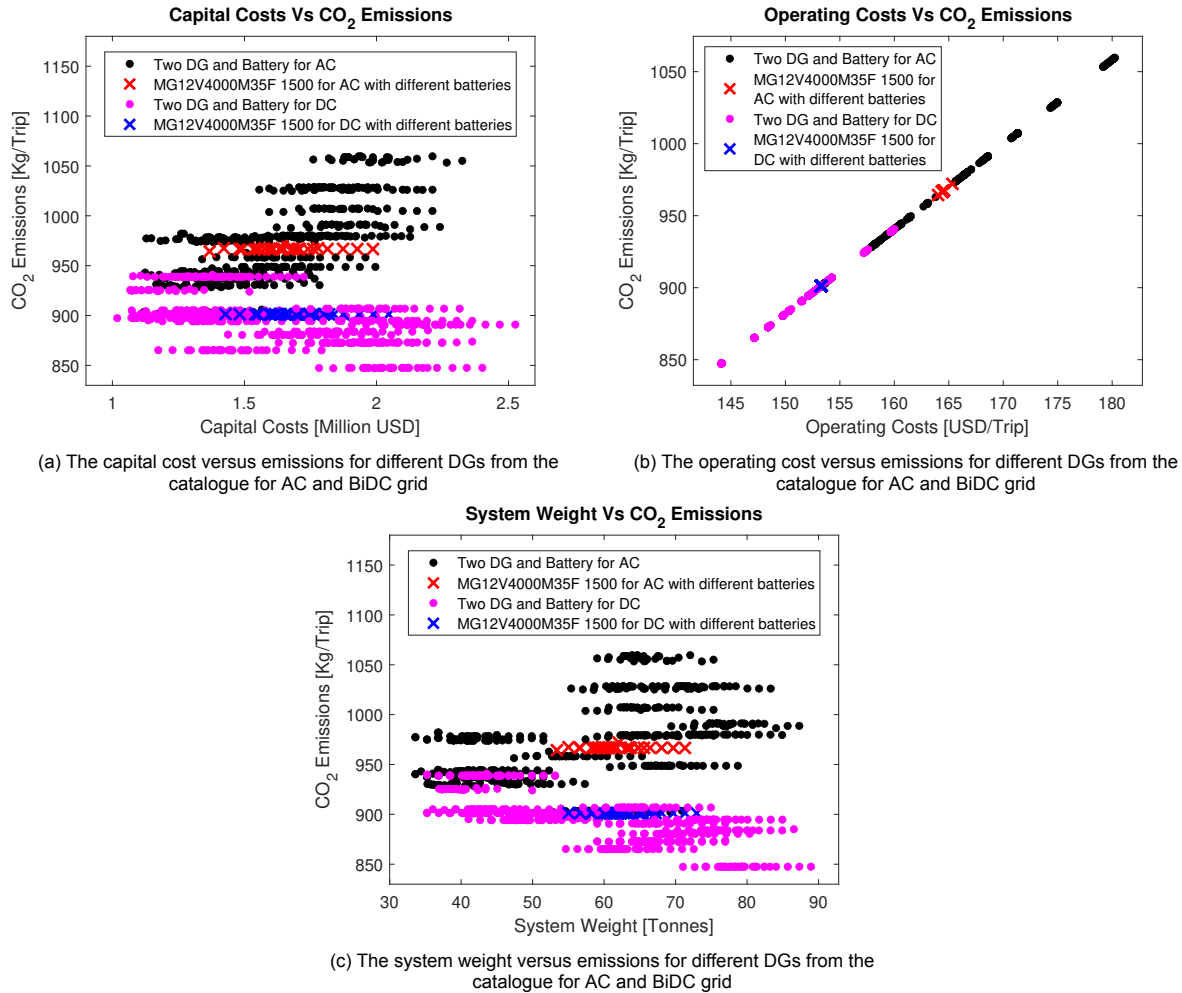 Capital Costs Vs CO2 Emissions
Two DG and Battery for AC
MG12V4000M35F 1500 for AC with different batteries
Two DG and Battery for DC
MG12V4000M35F 1500 for DC with different batteries
CO2 Emissions [Kg/Trip]
1150
1100
1050
1000
950
900
850
1
1.5
2
2.5
Capital Costs [Million USD]
(a) The capital cost versus emissions for different DGs from the
catalogue for AC and BiDC grid
Operating Costs Vs CO2 Emissions
Two DG and Battery for AC
MG12V4000M35F 1500 for
AC with different batteries
Two DG and Battery for DC
MG12V4000M35F 1500 for
DC with different batteries
CO2 Emissions [Kg/Trip]
1050
1000
950
900
850
145
150
155
160
165
170
175
180
Operating Costs [USD/Trip]
(b) The operating cost versus emissions for different DGs from the
catalogue for AC and BiDC grid
System Weight Vs CO2 Emissions
Two DG and Battery for AC
MG12V4000M35F 1500 for AC with different batteries
Two DG and Battery for DC
MG12V4000M35F 1500 for DC with different batteries
CO2 Emissions [Kg/Trip]
1150
1100
1050
1000
950
900
850
30
40
50
60
70
80
90
System Weight [Tonnes]
(c) The system weight versus emissions for different DGs from the
catalogue for AC and BiDC grid